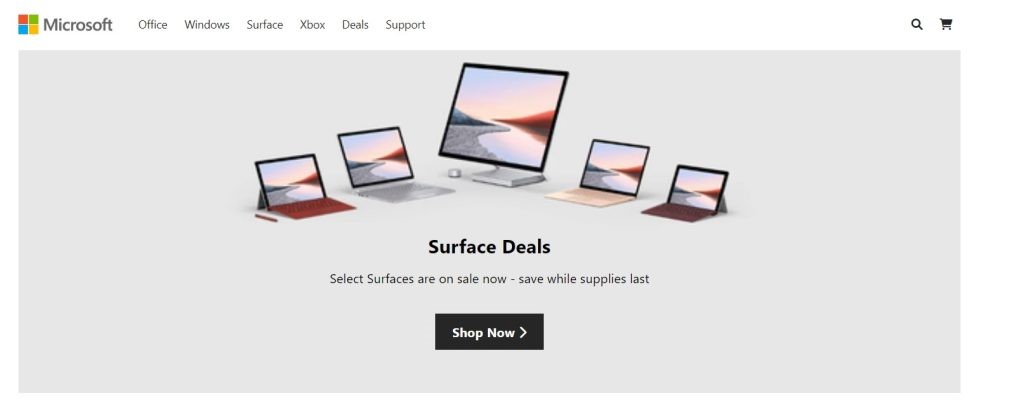 Microsoft Office Windows Surface Xbox Deals Support
Surface Deals
Select Surfaces are on sale now - save while supplies last
Shop Now